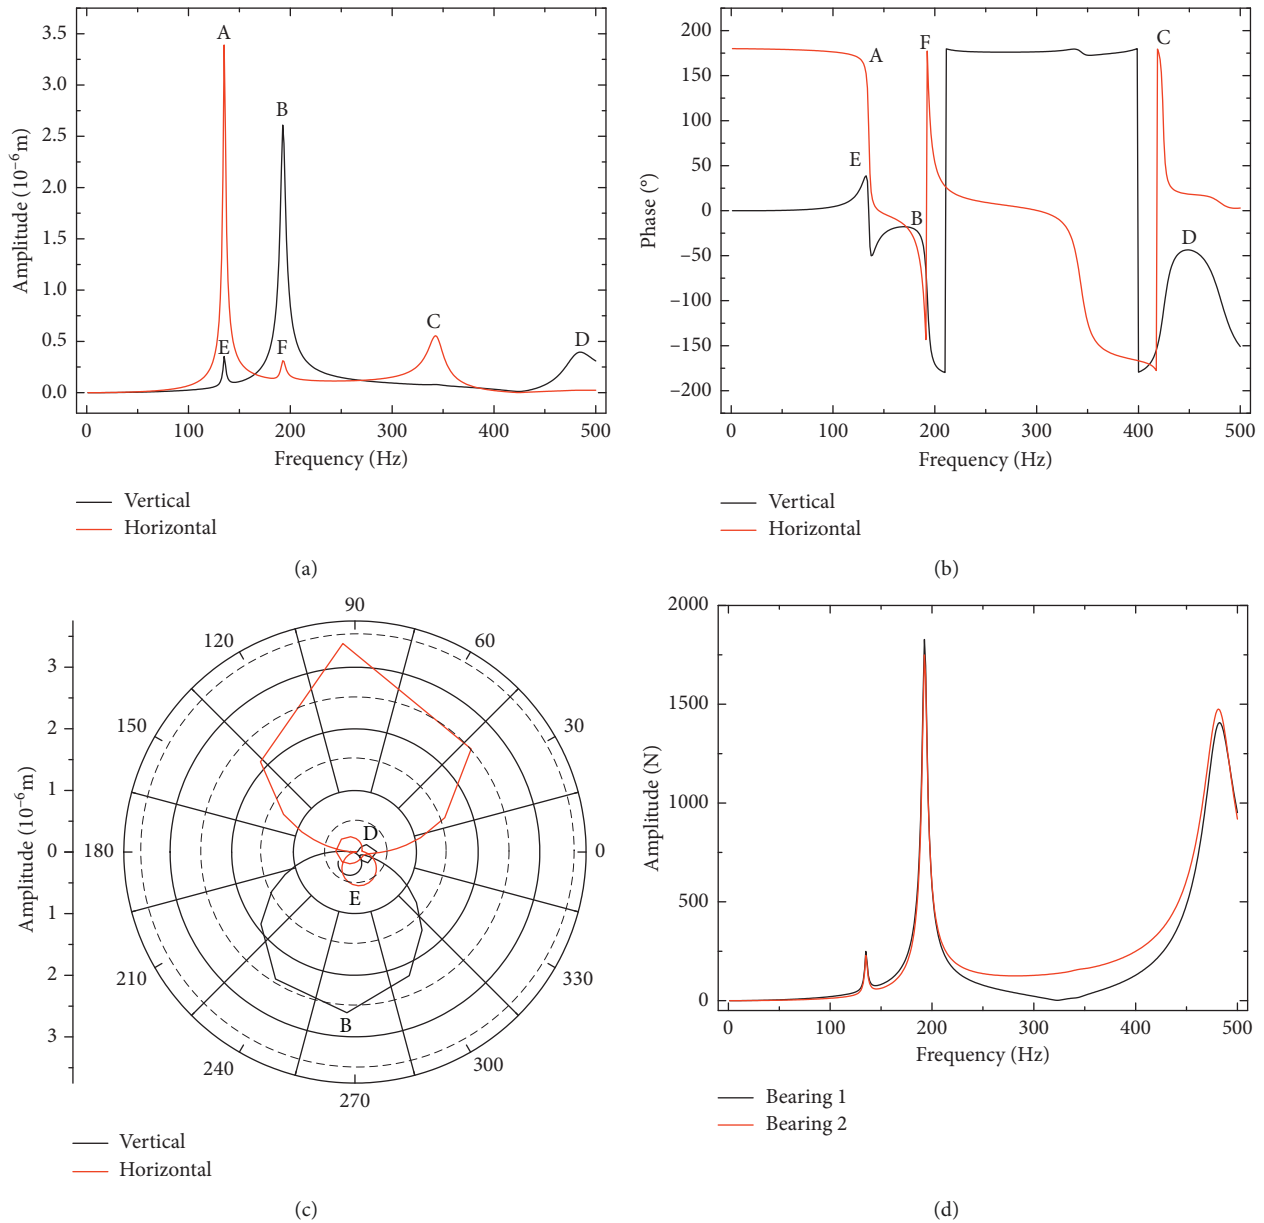 3.5
3.0
2.5
2.0
1.5
1.0
0.5
0.0
Amplitude (10⁻⁶m)
A
B
C
D
E
F
0
100
200
300
400
500
Frequency (Hz)
Vertical
Horizontal
(a)
200
150
100
50
0
−50
−100
−150
−200
Phase (°)
A
F
C
E
B
D
0
100
200
300
400
500
Frequency (Hz)
Vertical
Horizontal
(b)
90
120
60
150
30
180
0
210
330
240
300
270
3
2
1
0
1
2
3
Amplitude (10⁻⁶m)
D
E
B
Vertical
Horizontal
(c)
2000
1500
1000
500
0
Amplitude (N)
0
100
200
300
400
500
Frequency (Hz)
Bearing 1
Bearing 2
(d)